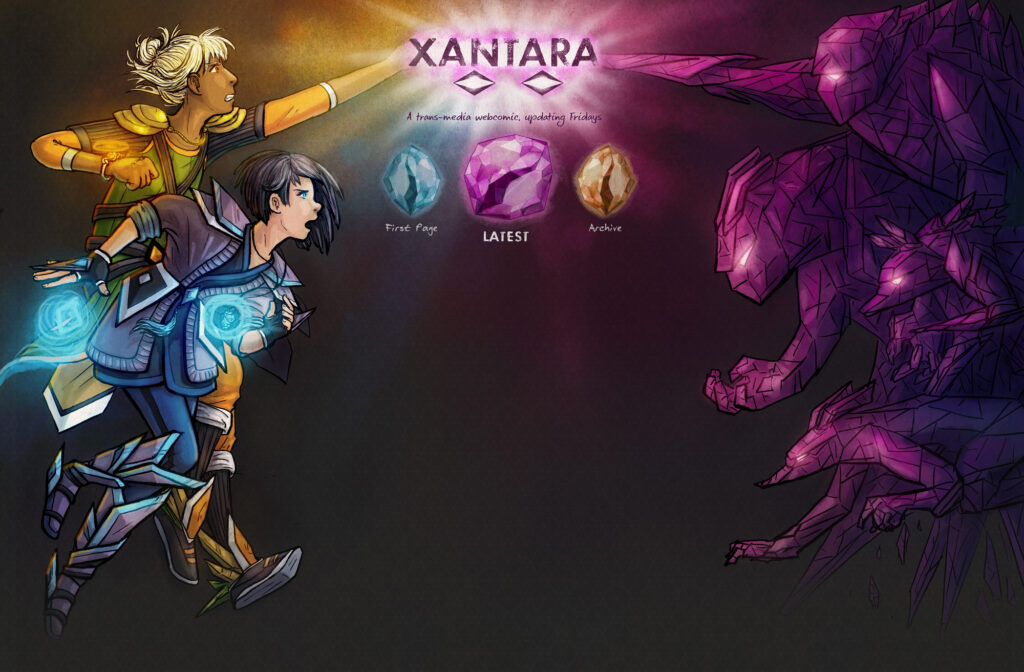 XANTARA
A trans-media webcomic, updating Fridays
First Page
LATEST
Archive